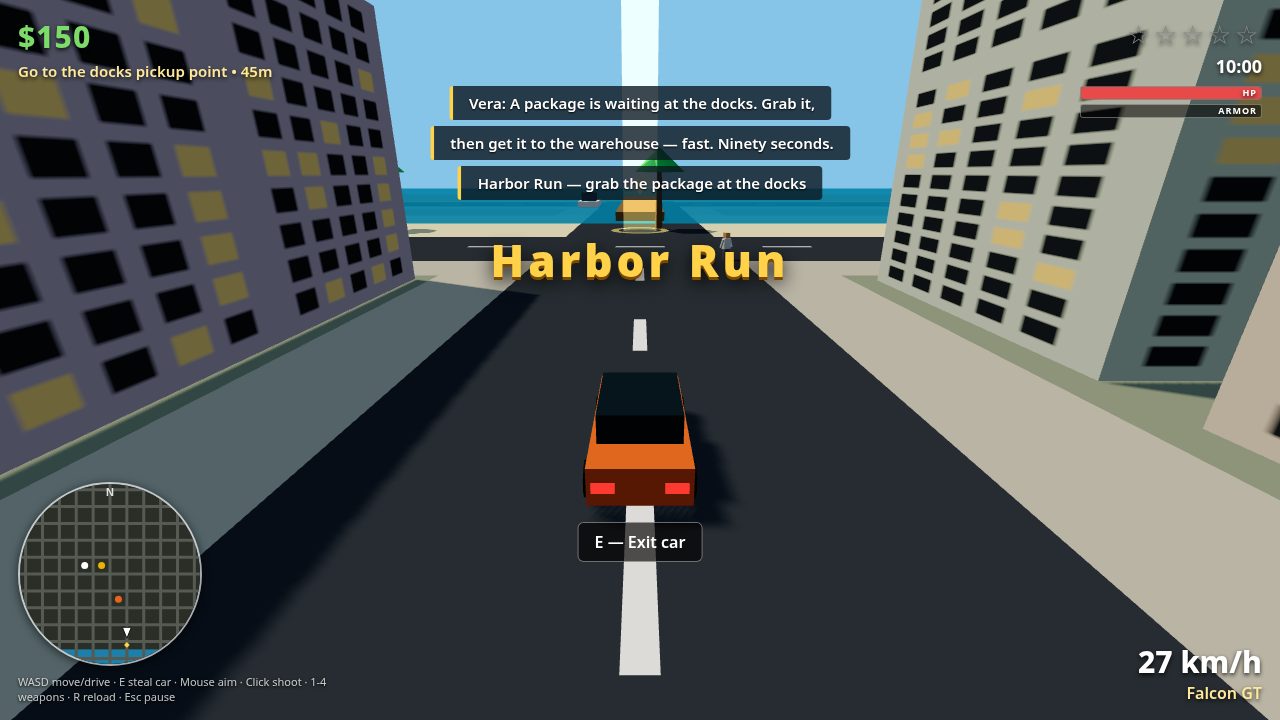 $150
Go to the docks pickup point • 45m
☆ ☆ ☆ ☆ ☆
10:00
HP
ARMOR
Vera: A package is waiting at the docks. Grab it,
then get it to the warehouse — fast. Ninety seconds.
Harbor Run — grab the package at the docks
Harbor Run
E — Exit car
N
WASD move/drive · E steal car · Mouse aim · Click shoot · 1-4
weapons · R reload · Esc pause
27 km/h
Falcon GT